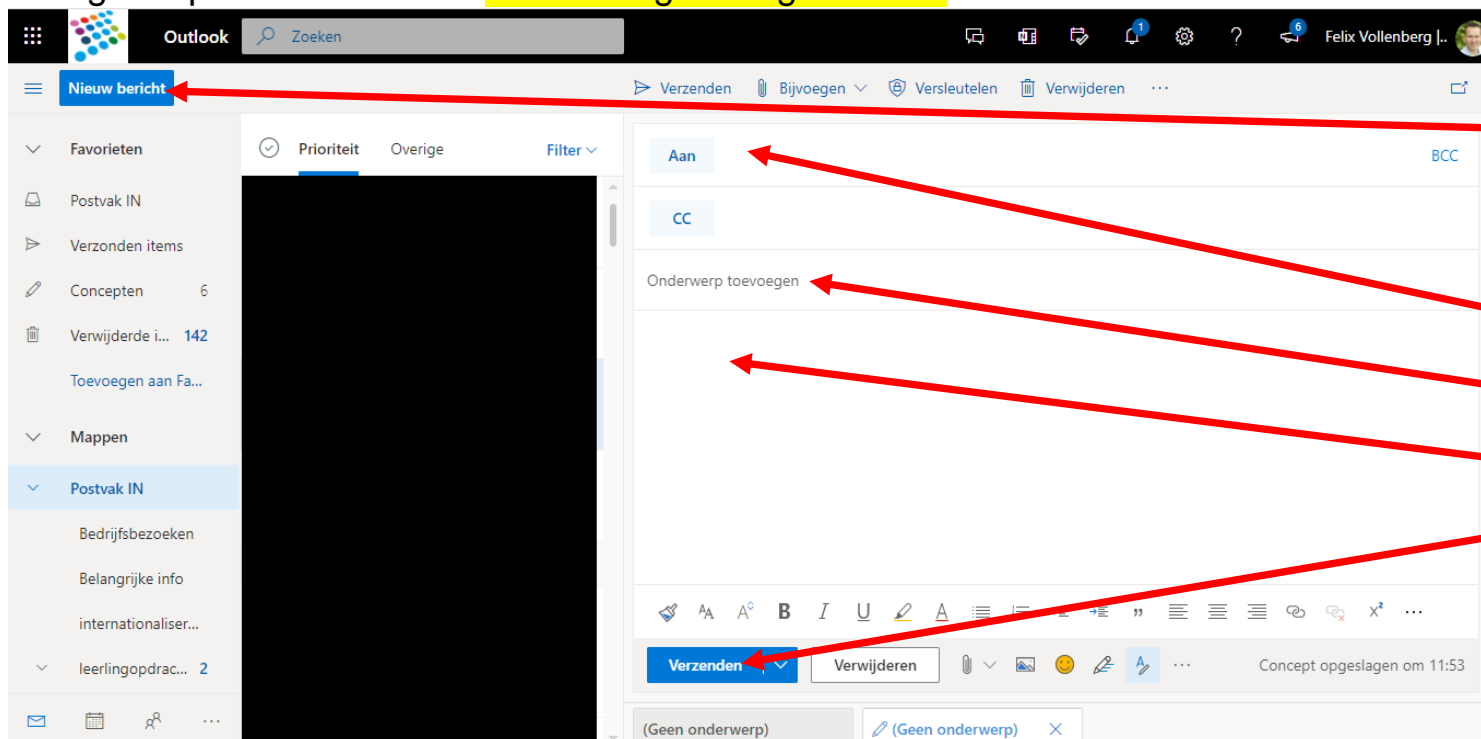 Outlook
Zoeken
1
?
6
Felix Vollenberg |..
Nieuw bericht
Verzenden
Bijvoegen
Versleutelen
Verwijderen
...
Favorieten
Postvak IN
Verzonden items
Concepten 6
Verwijderde i... 142
Toevoegen aan Fa...
Mappen
Postvak IN
Bedrijfsbezoeken
Belangrijke info
internationaliser...
leerlingopdrac... 2
...
Prioriteit Overige Filter
Aan BCC
CC
Onderwerp toevoegen
B I U A
Verzenden Verwijderen ... Concept opgeslagen om 11:53
(Geen onderwerp) (Geen onderwerp)